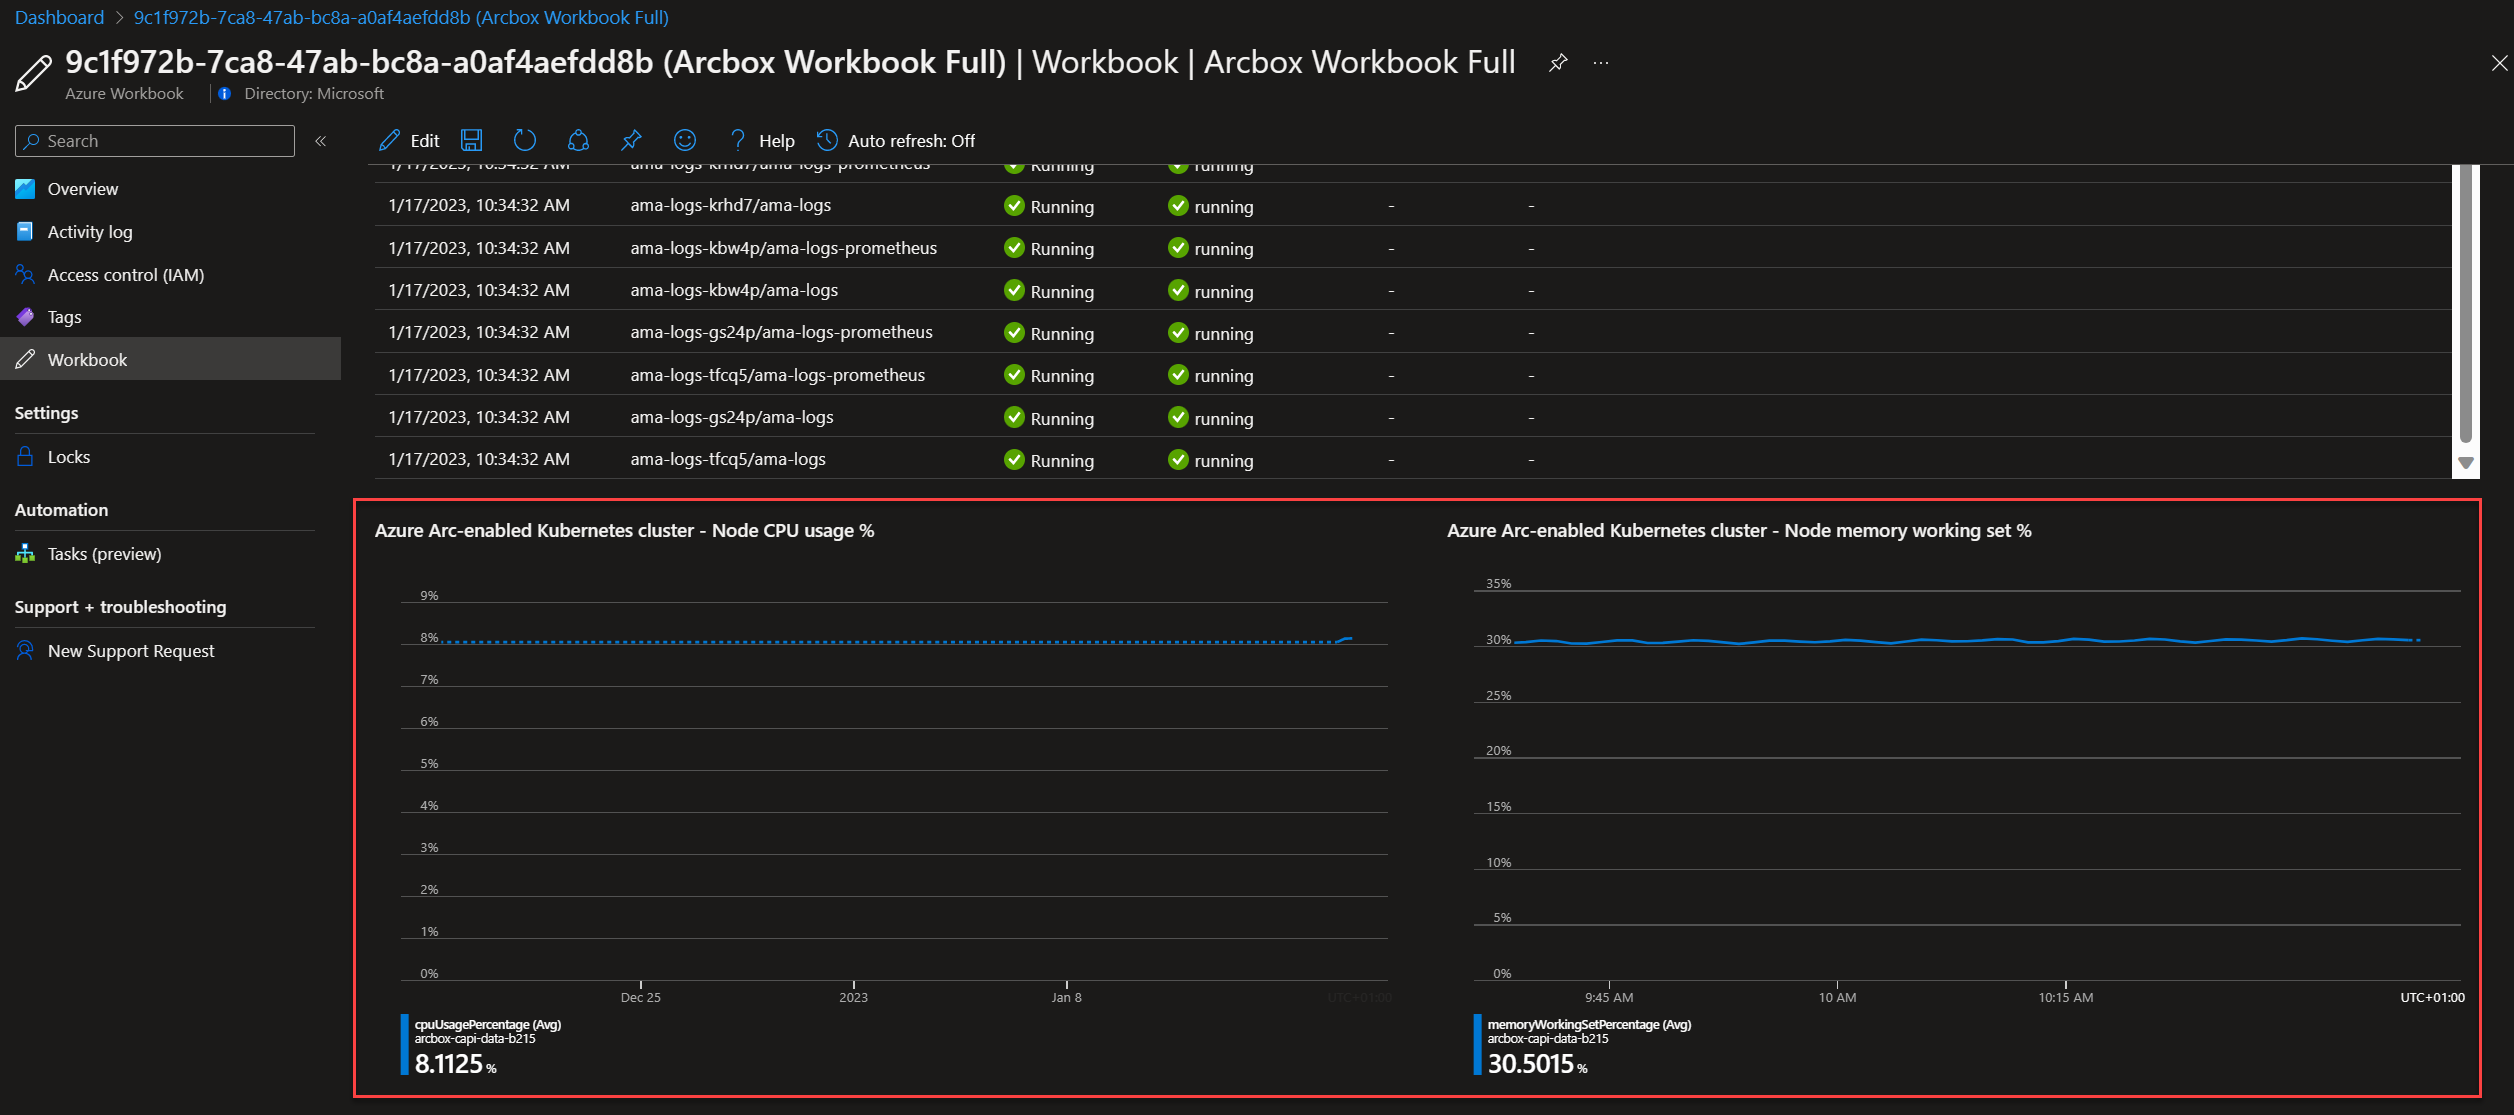 Dashboard > 9c1f972b-7ca8-47ab-bc8a-a0af4aefdd8b (Arcbox Workbook Full)
9c1f972b-7ca8-47ab-bc8a-a0af4aefdd8b (Arcbox Workbook Full) | Workbook | Arcbox Workbook Full ...
Azure Workbook | Directory: Microsoft
Search «
Overview
Activity log
Access control (IAM)
Tags
Workbook
Settings
Locks
Automation
Tasks (preview)
Support + troubleshooting
New Support Request
Edit Help Auto refresh: Off
1/17/2023, 10:34:32 AM ama-logs-krhd7/ama-logs-prometheus Running running
1/17/2023, 10:34:32 AM ama-logs-krhd7/ama-logs Running running - -
1/17/2023, 10:34:32 AM ama-logs-kbw4p/ama-logs-prometheus Running running - -
1/17/2023, 10:34:32 AM ama-logs-kbw4p/ama-logs Running running - -
1/17/2023, 10:34:32 AM ama-logs-gs24p/ama-logs-prometheus Running running - -
1/17/2023, 10:34:32 AM ama-logs-tfcq5/ama-logs-prometheus Running running - -
1/17/2023, 10:34:32 AM ama-logs-gs24p/ama-logs Running running - -
1/17/2023, 10:34:32 AM ama-logs-tfcq5/ama-logs Running running - -
Azure Arc-enabled Kubernetes cluster - Node CPU usage %
9%
8%
7%
6%
5%
4%
3%
2%
1%
0%
Dec 25 2023 Jan 8 UTC+01:00
cpuUsagePercentage (Avg)
arcbox-capi-data-b215
8.1125 %
Azure Arc-enabled Kubernetes cluster - Node memory working set %
35%
30%
25%
20%
15%
10%
5%
0%
9:45 AM 10 AM 10:15 AM UTC+01:00
memoryWorkingSetPercentage (Avg)
arcbox-capi-data-b215
30.5015 %